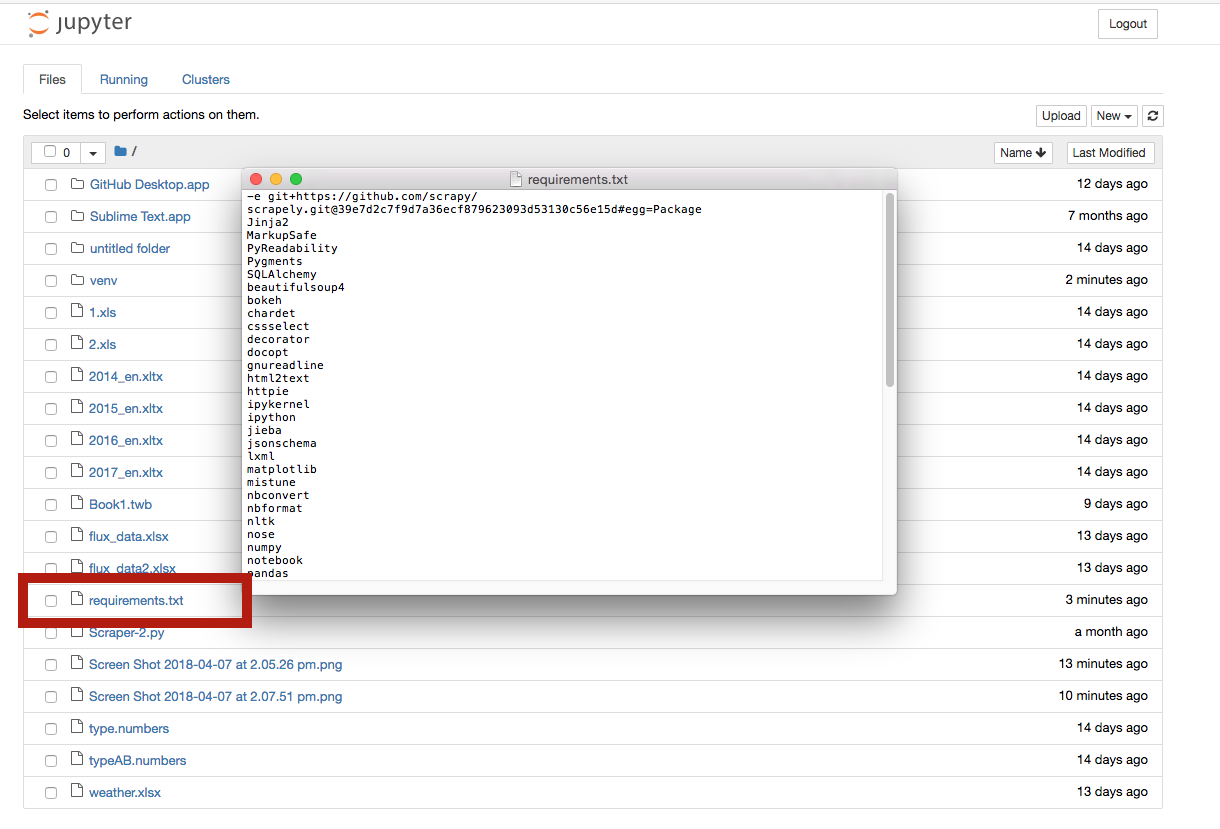 jupyter
Logout
Files Running Clusters
Select items to perform actions on them.
Upload New
0 / Name Last Modified
GitHub Desktop.app 12 days ago
Sublime Text.app 7 months ago
untitled folder 14 days ago
venv 2 minutes ago
1.xls 14 days ago
2.xls 14 days ago
2014_en.xltx 14 days ago
2015_en.xltx 14 days ago
2016_en.xltx 14 days ago
2017_en.xltx 14 days ago
Book1.twb 9 days ago
flux_data.xlsx 13 days ago
flux_data2.xlsx 13 days ago
requirements.txt 3 minutes ago
Scraper-2.py a month ago
Screen Shot 2018-04-07 at 2.05.26 pm.png 13 minutes ago
Screen Shot 2018-04-07 at 2.07.51 pm.png 10 minutes ago
type.numbers 14 days ago
typeAB.numbers 14 days ago
weather.xlsx 13 days ago
requirements.txt
-e git+https://github.com/scrapy/
scrapely.git@39e7d2c7f9d7a36ecf879623093d53130c56e15d#egg=Package
Jinja2
MarkupSafe
PyReadability
Pygments
SQLAlchemy
beautifulsoup4
bokeh
chardet
cssselect
decorator
docopt
gnureadline
html2text
httpie
ipykernel
ipython
jieba
jsonschema
lxml
matplotlib
mistune
nbconvert
nbformat
nltk
nose
numpy
notebook
pandas